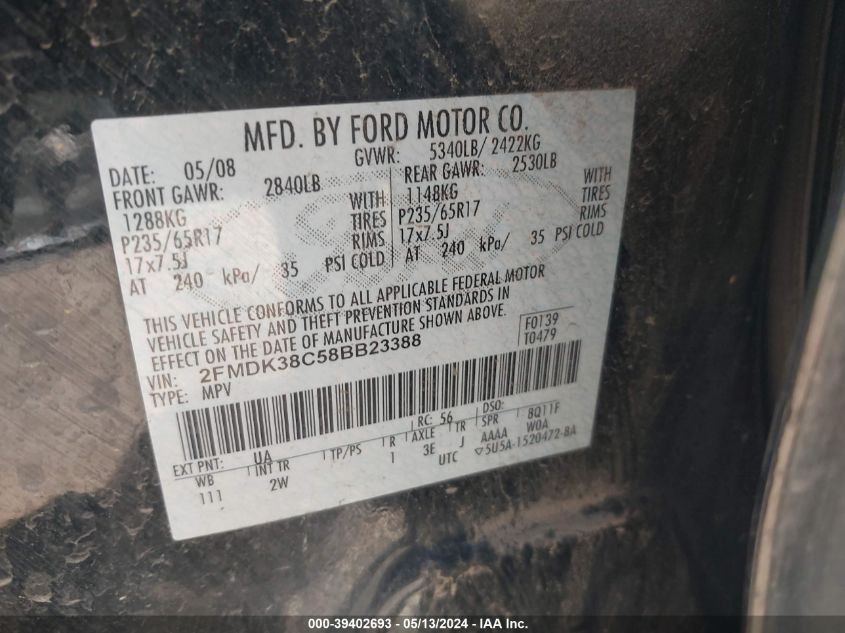 MFD. BY FORD MOTOR CO.
DATE: 05/08 GVWR: 5340LB/ 2422KG
FRONT GAWR: 2840LB REAR GAWR: 2530LB
1288KG WITH 1148KG WITH
P235/65R17 TIRES P235/65R17 TIRES
17x7.5J RIMS 17x7.5J RIMS
AT 240 kPa/ 35 PSI COLD AT 240 kPa/ 35 PSI COLD
THIS VEHICLE CONFORMS TO ALL APPLICABLE FEDERAL MOTOR
VEHICLE SAFETY AND THEFT PREVENTION STANDARDS IN
EFFECT ON THE DATE OF MANUFACTURE SHOWN ABOVE.
VIN: 2FMDK38C58BB23388 F0139
TYPE: MPV T0479
EXT PNT: UA RC: 56 DSO:
WB INT TR TP/PS R AXLE TR SPR 8Q11F
111 2W 1 3E J AAAA W0A
UTC ▽5U5A-1520472-BA
000-39402693 - 05/13/2024 - IAA Inc.